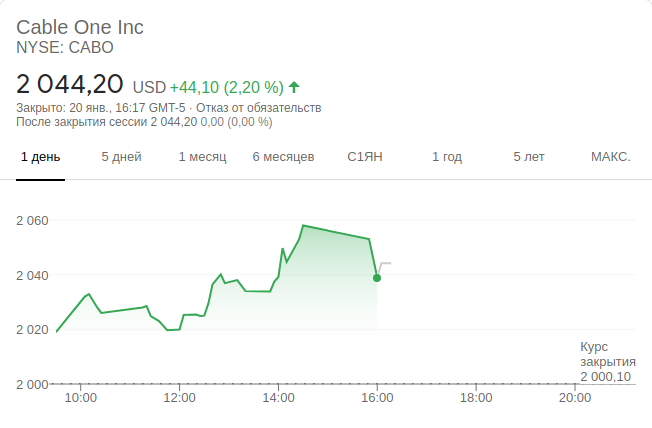 Cable One Inc
NYSE: CABO
2 044,20 USD +44,10 (2,20 %)
Закрыто: 20 янв., 16:17 GMT-5 · Отказ от обязательств
После закрытия сессии 2 044,20 0,00 (0,00 %)
1 день 5 дней 1 месяц 6 месяцев С1ЯН 1 год 5 лет МАКС.
2 060
2 040
2 020
Курс
закрытия
2 000,10
2 000
10:00 12:00 14:00 16:00 18:00 20:00